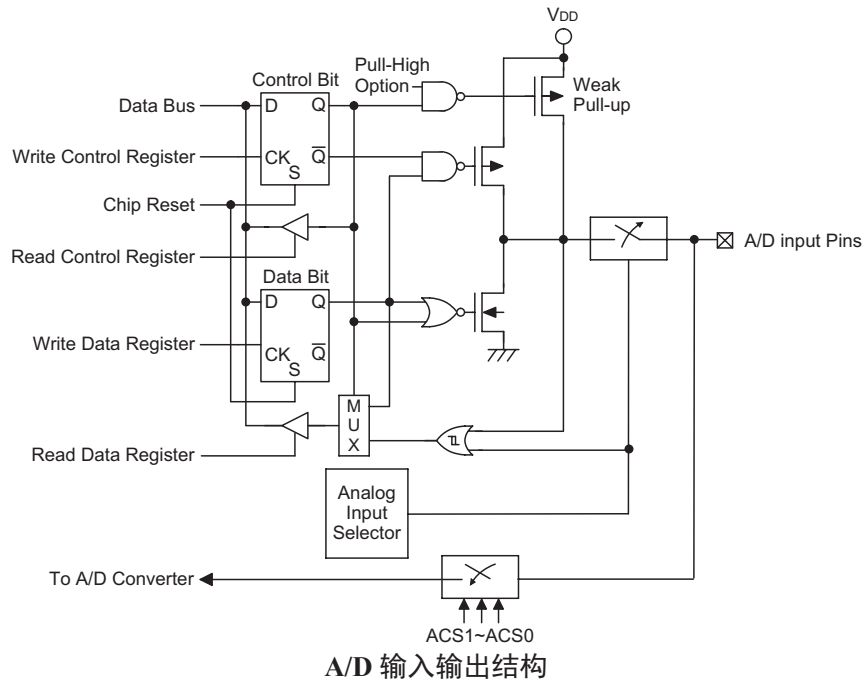 VDD
Pull-High
Option
Control Bit
Weak
Pull-up
Data Bus
D
Q
Write Control Register
CK
Q̅
S
Chip Reset
Read Control Register
Data Bit
D
Q
A/D input Pins
Write Data Register
CK
Q̅
S
M
U
X
Read Data Register
Analog
Input
Selector
To A/D Converter
ACS1~ACS0
A/D 输入输出结构